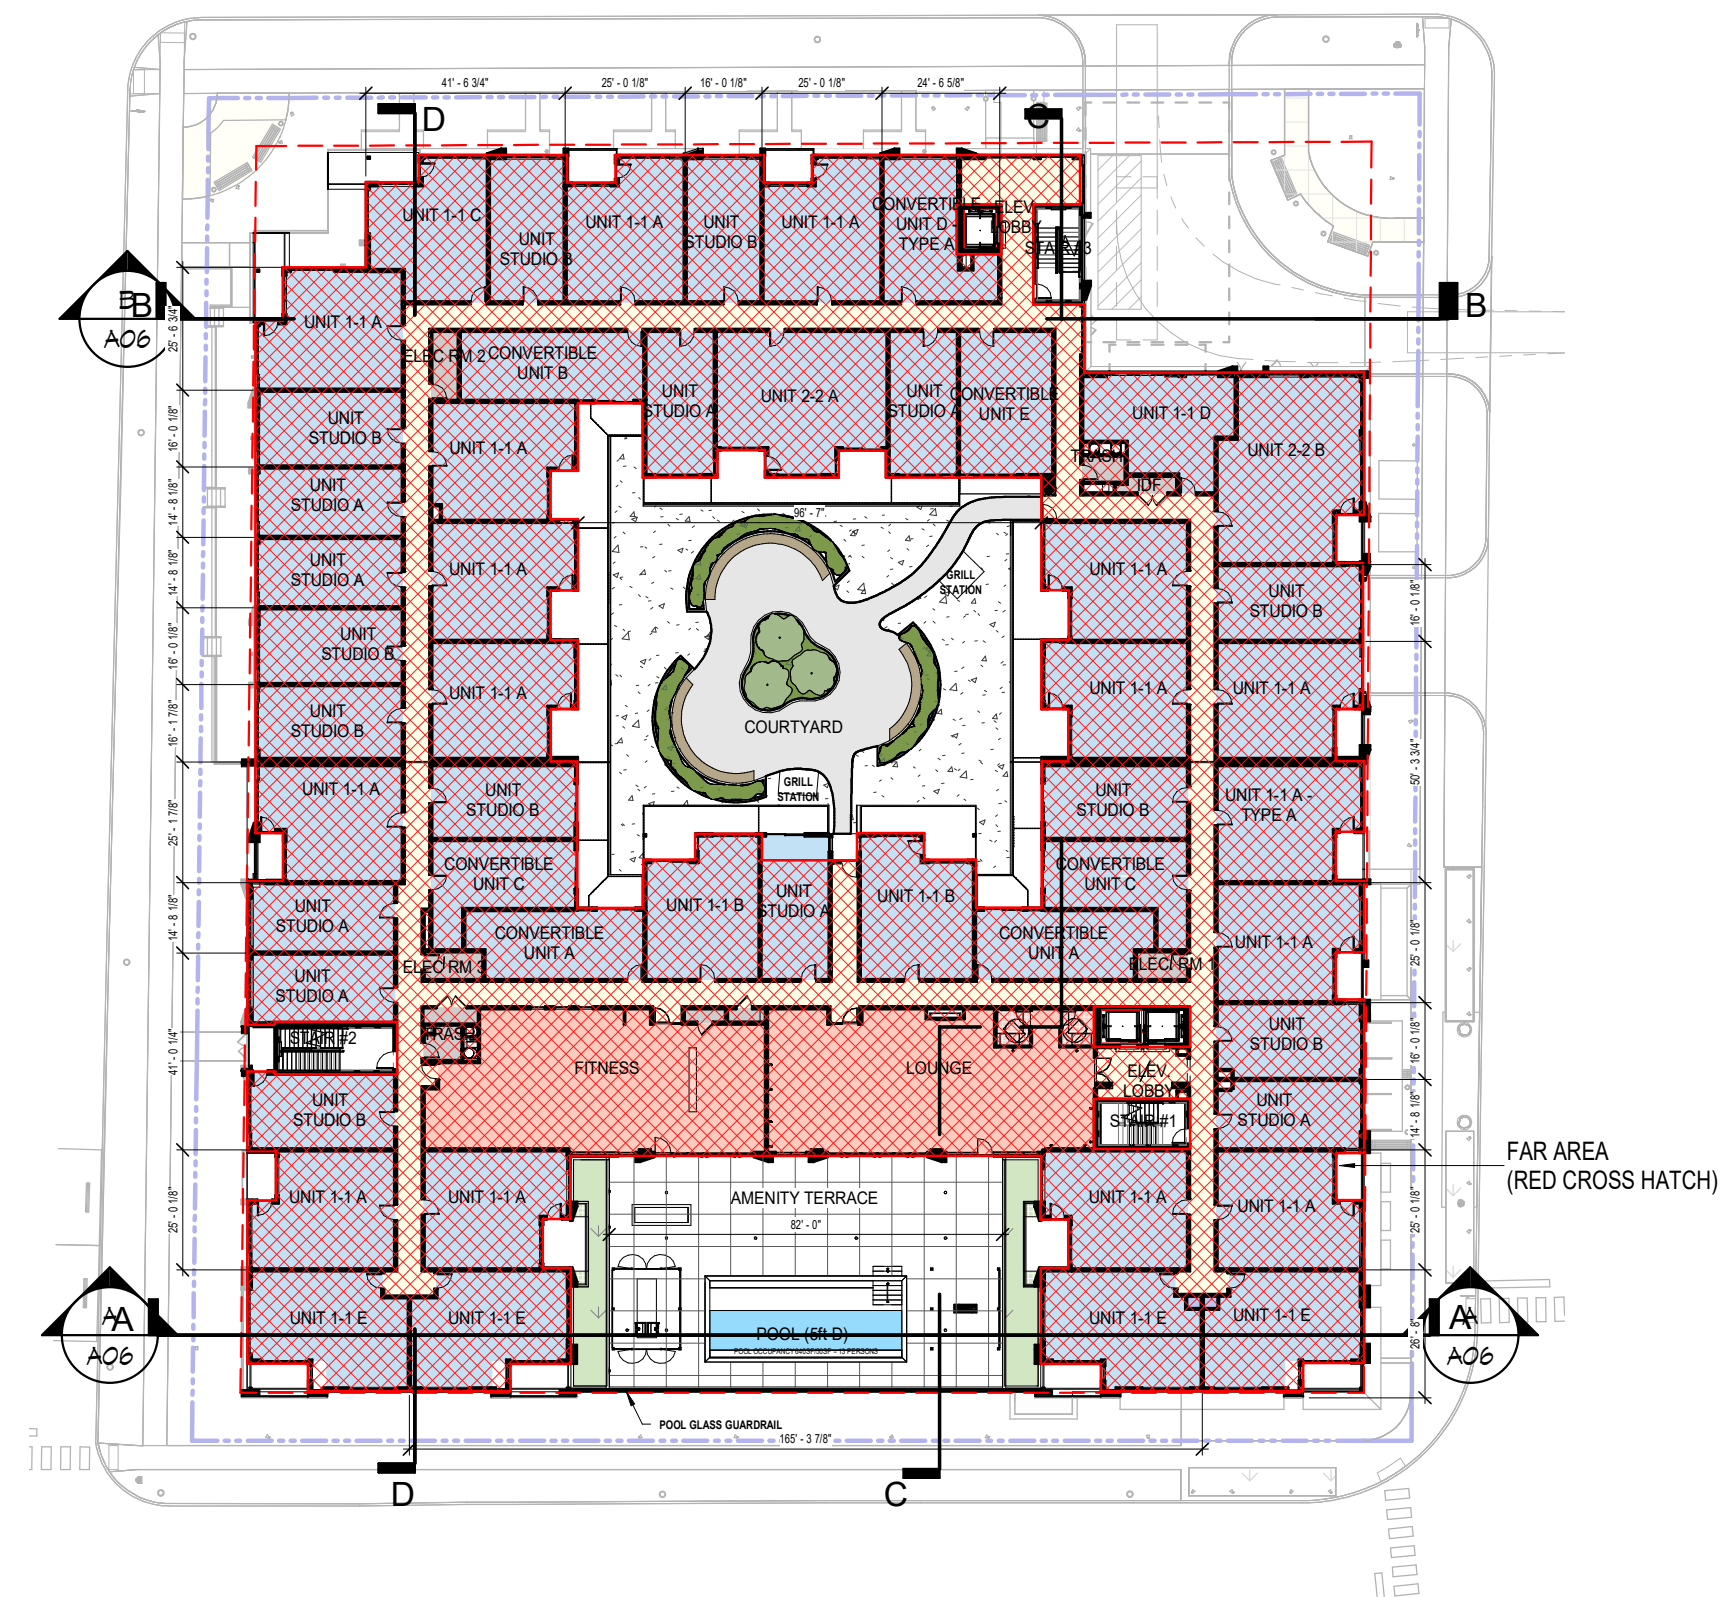 41' - 6 3/4"
25' - 0 1/8"
16' - 0 1/8"
25' - 0 1/8"
24' - 6 5/8"
D
C
UNIT 1-1 C
UNIT
STUDIO B
UNIT 1-1 A
UNIT
STUDIO B
UNIT 1-1 A
CONVERTIBLE
UNIT D -
TYPE A
ELEV.
LOBBY
STAIR #3
B
B
A06
B
25' - 6 3/4"
UNIT 1-1 A
ELEC RM 2
CONVERTIBLE
UNIT B
UNIT
STUDIO A
UNIT 2-2 A
UNIT
STUDIO A
CONVERTIBLE
UNIT E
UNIT 1-1 D
UNIT 2-2 B
TRASH
IDF
16' - 0 1/8"
UNIT
STUDIO B
UNIT 1-1 A
14' - 8 1/8"
UNIT
STUDIO A
96' - 7"
14' - 8 1/8"
UNIT
STUDIO A
UNIT 1-1 A
GRILL
STATION
UNIT 1-1 A
UNIT
STUDIO B
16' - 0 1/8"
16' - 0 1/8"
UNIT
STUDIO B
UNIT 1-1 A
UNIT 1-1 A
UNIT 1-1 A
16' - 1 7/8"
UNIT
STUDIO B
COURTYARD
50' - 3 3/4"
25' - 1 7/8"
UNIT 1-1 A
UNIT
STUDIO B
GRILL
STATION
UNIT
STUDIO B
UNIT 1-1 A -
TYPE A
CONVERTIBLE
UNIT C
CONVERTIBLE
UNIT C
14' - 8 1/8"
UNIT
STUDIO A
UNIT 1-1 B
UNIT
STUDIO A
UNIT 1-1 B
CONVERTIBLE
UNIT A
CONVERTIBLE
UNIT A
UNIT 1-1 A
25' - 0 1/8"
ELEC RM 3
ELEC RM 1
UNIT
STUDIO A
41' - 0 1/4"
STAIR #2
TRASH
FITNESS
LOUNGE
ELEV.
LOBBY
UNIT
STUDIO B
16' - 0 1/8"
UNIT
STUDIO B
STAIR #1
UNIT
STUDIO A
14' - 8 1/8"
FAR AREA
(RED CROSS HATCH)
25' - 0 1/8"
UNIT 1-1 A
UNIT 1-1 A
AMENITY TERRACE
82' - 0"
UNIT 1-1 A
UNIT 1-1 A
25' - 0 1/8"
A
A
A06
UNIT 1-1 E
UNIT 1-1 E
POOL (5ft D)
UNIT 1-1 E
UNIT 1-1 E
26' - 8"
A
A
A06
POOL GLASS GUARDRAIL
165' - 3 7/8"
D
C